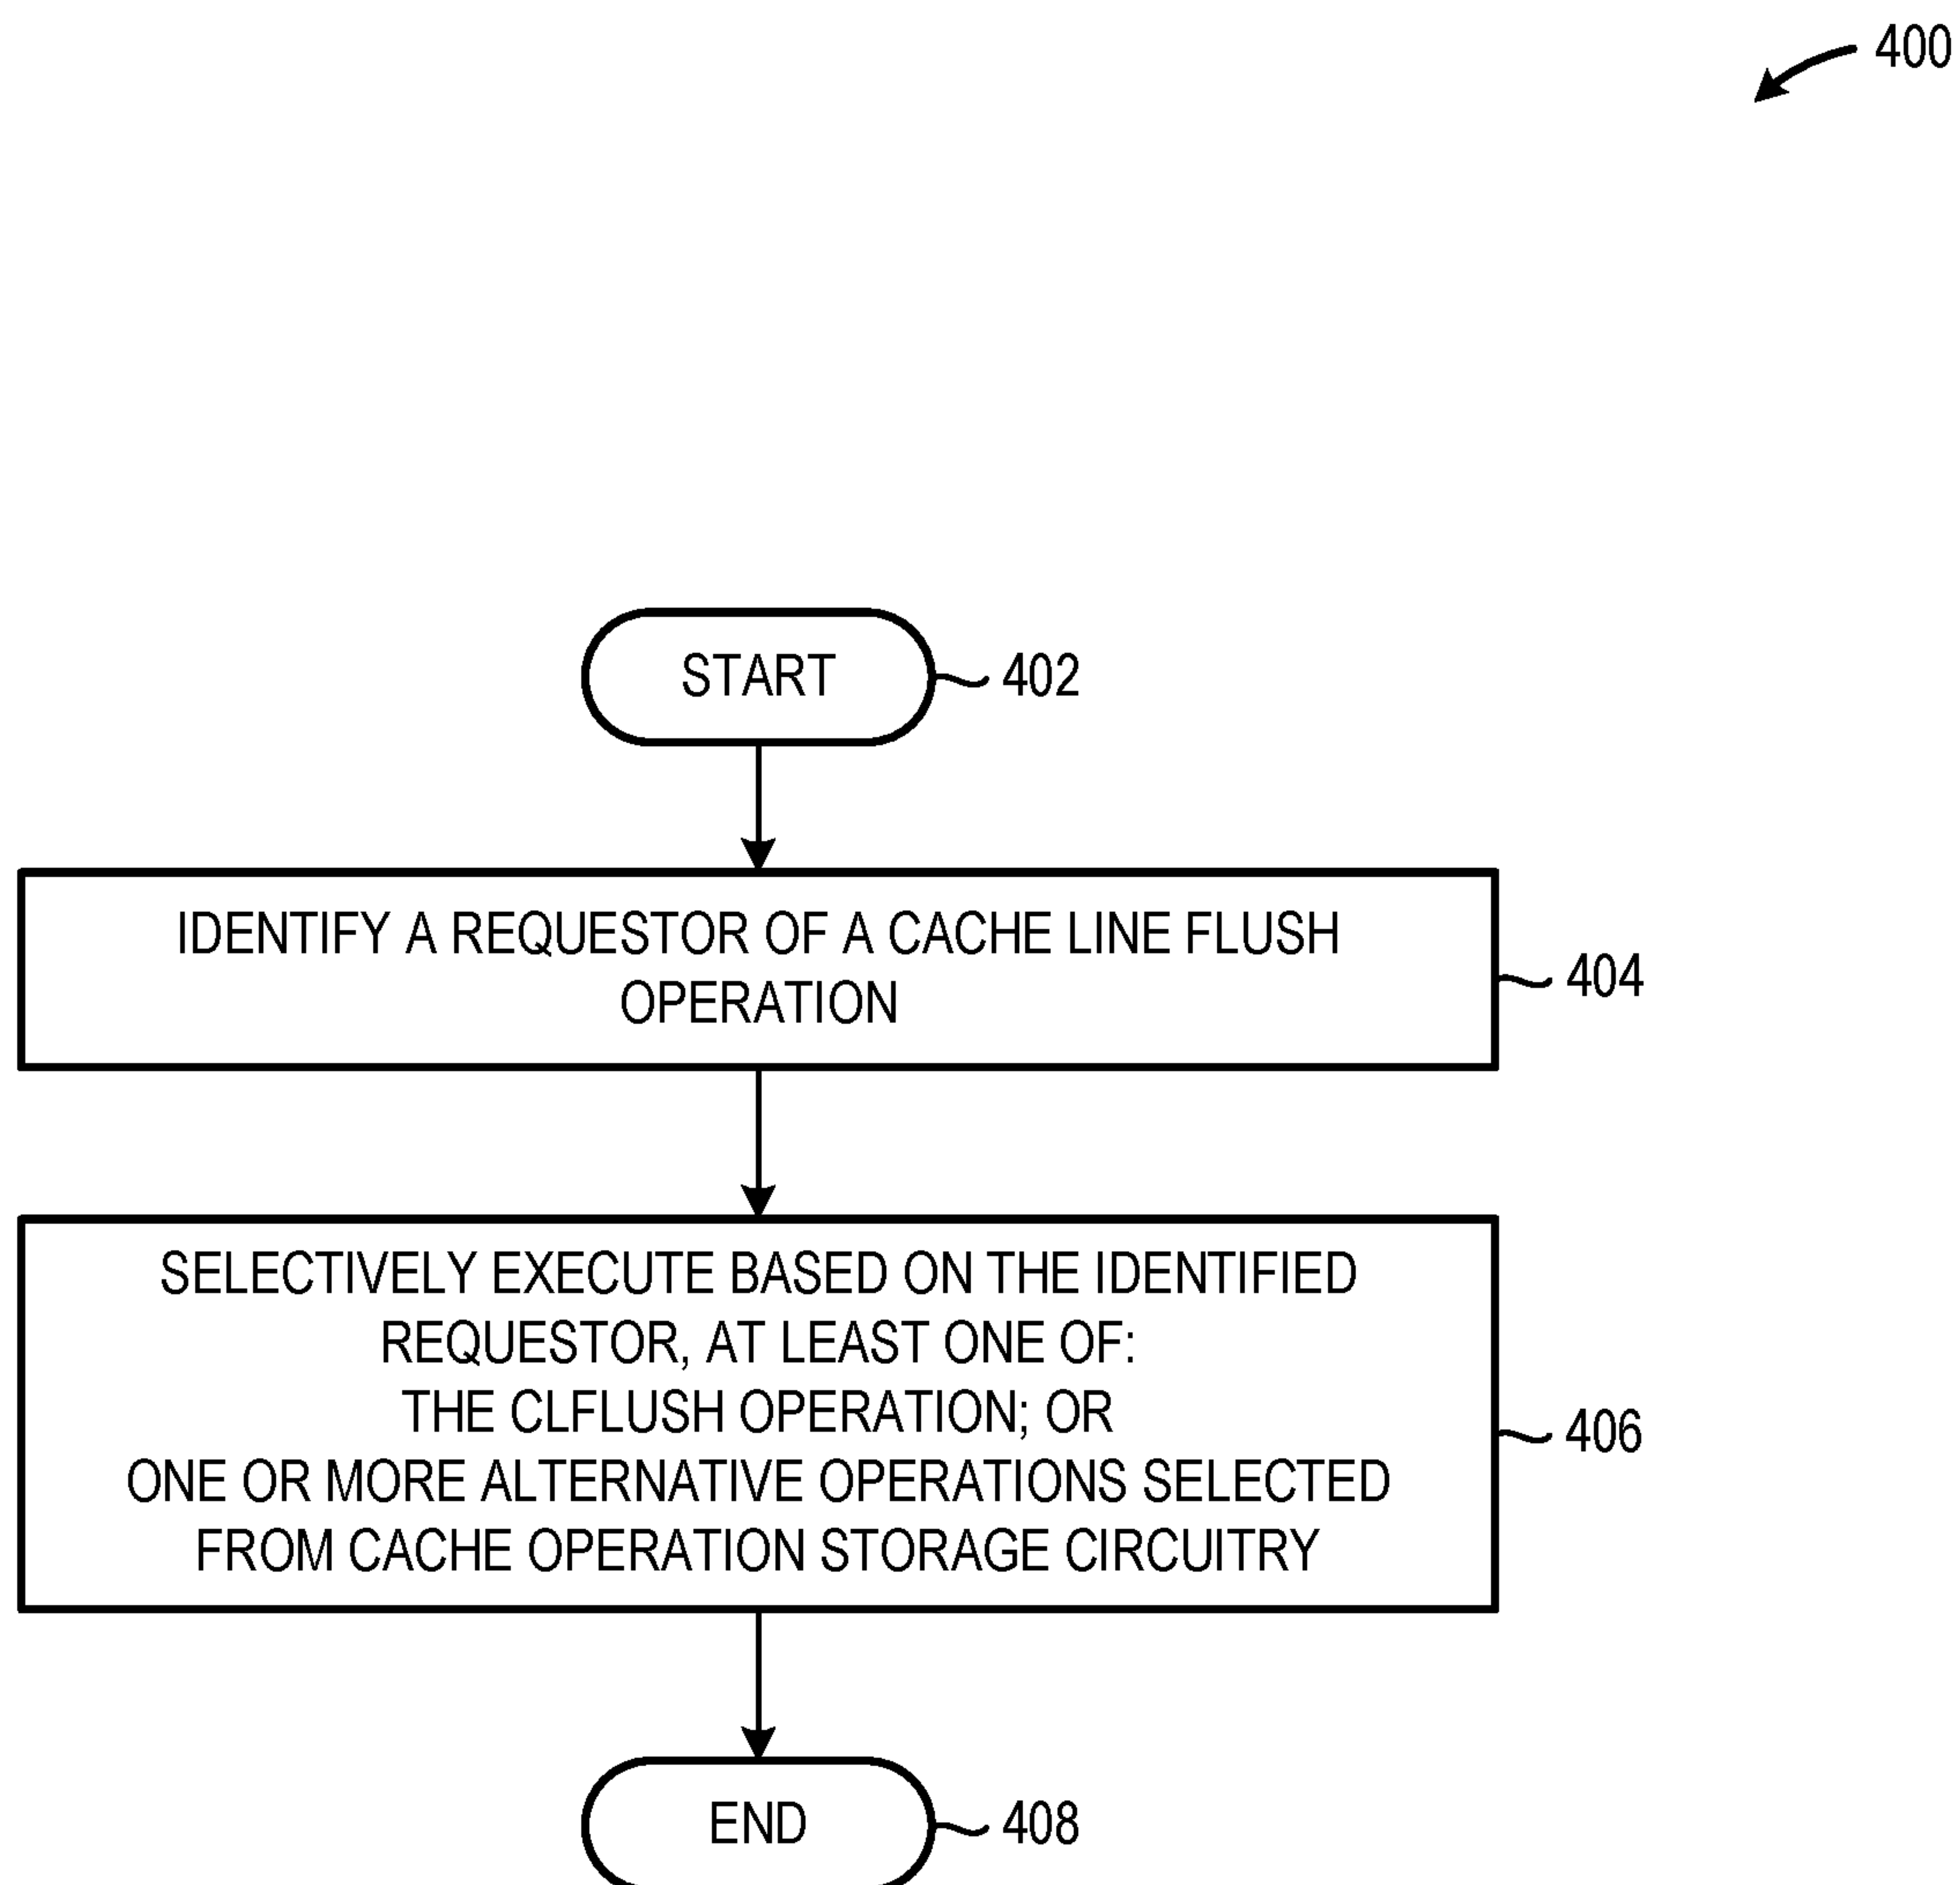 400
START
402
IDENTIFY A REQUESTOR OF A CACHE LINE FLUSH
OPERATION
404
SELECTIVELY EXECUTE BASED ON THE IDENTIFIED
REQUESTOR, AT LEAST ONE OF:
THE CLFLUSH OPERATION; OR
ONE OR MORE ALTERNATIVE OPERATIONS SELECTED
FROM CACHE OPERATION STORAGE CIRCUITRY
406
END
408